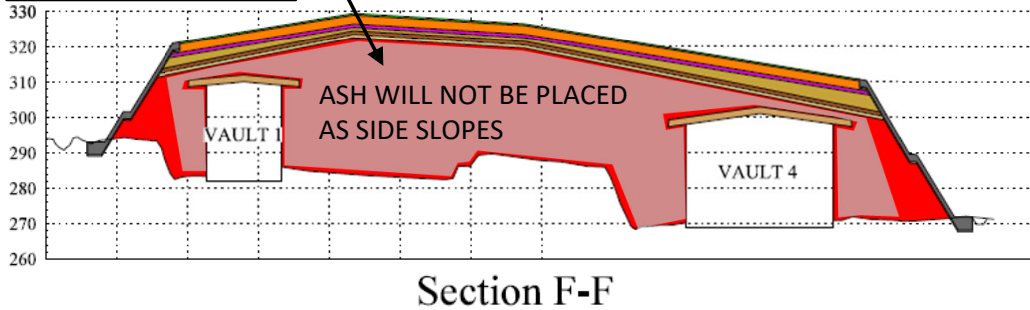 330
320
310
300
290
280
270
260
ASH WILL NOT BE PLACED
AS SIDE SLOPES
VAULT 1
VAULT 4
Section F-F